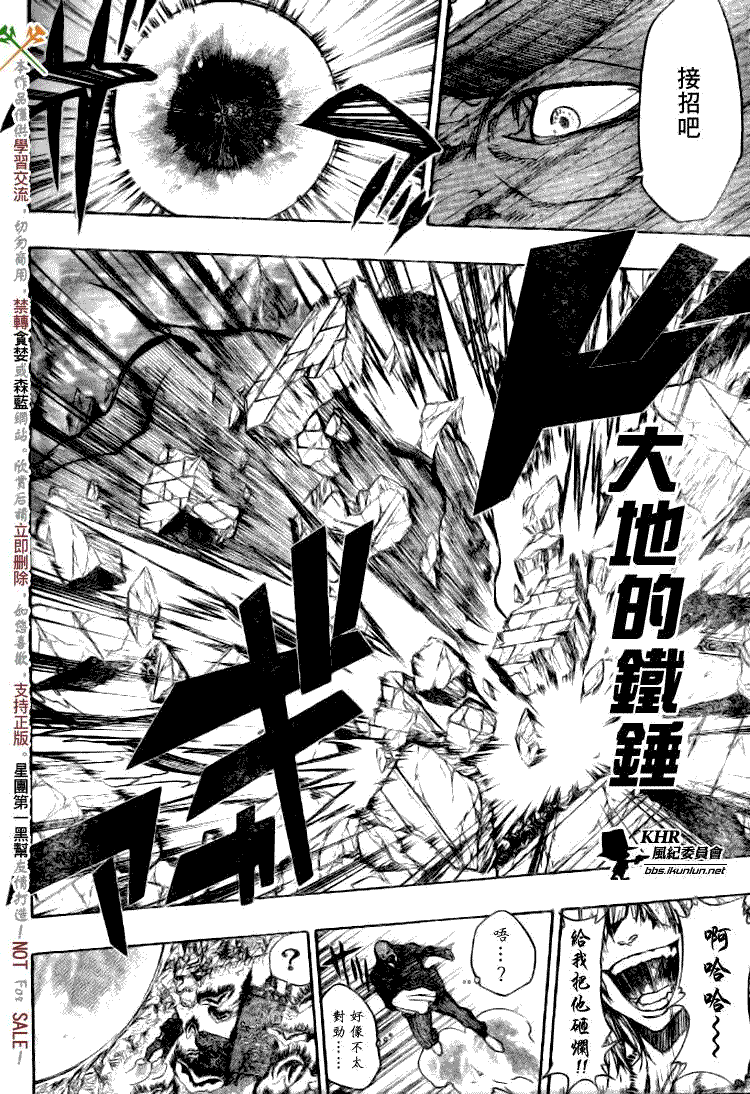 接招吧
ドドド
大地的鐵錘
KHR
風紀委員會
bbs.ikunlun.net
啊哈哈~~
給我把他砸爛!!
唔…?
好像不太
對勁……
?
本作品僅供學習交流，切勿商用，禁轉貪婪或森藍網站。欣賞后請立即刪除，如您喜歡，支持正版。星團第一黑幫友情打造!NOT For SALE-